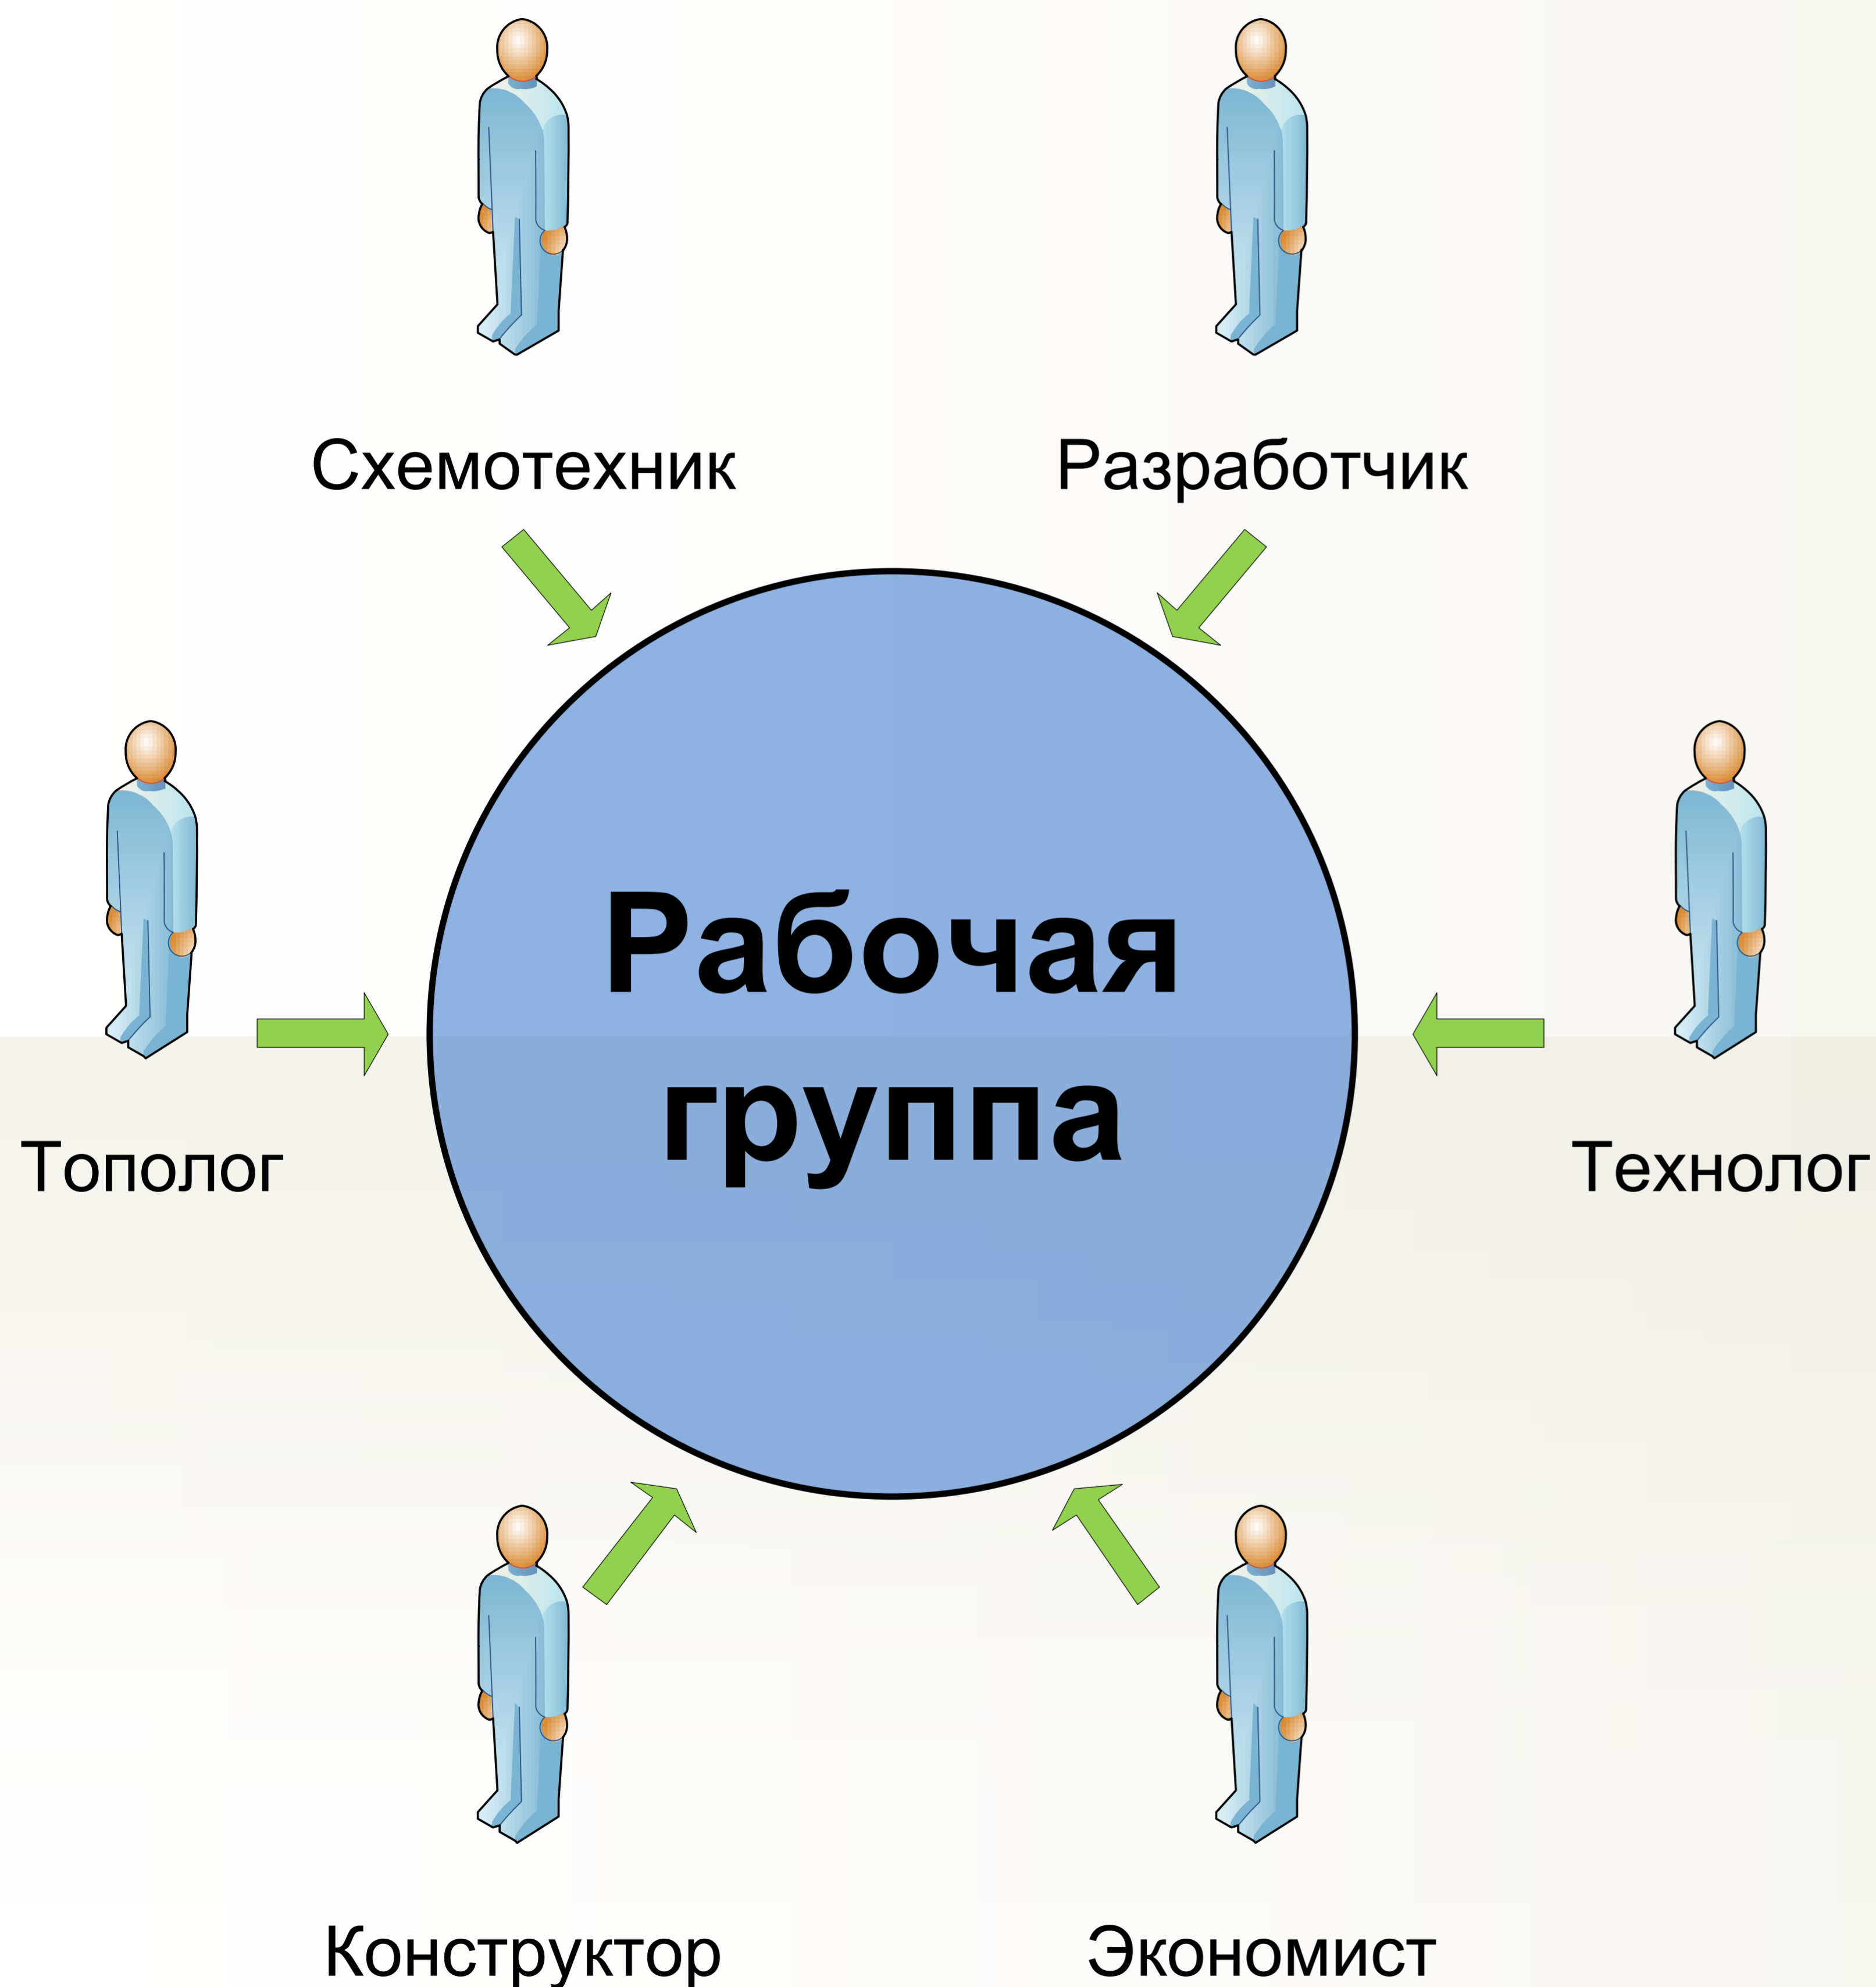 Схемотехник
Разработчик
Рабочая
группа
Тополог
Технолог
Конструктор
Экономист